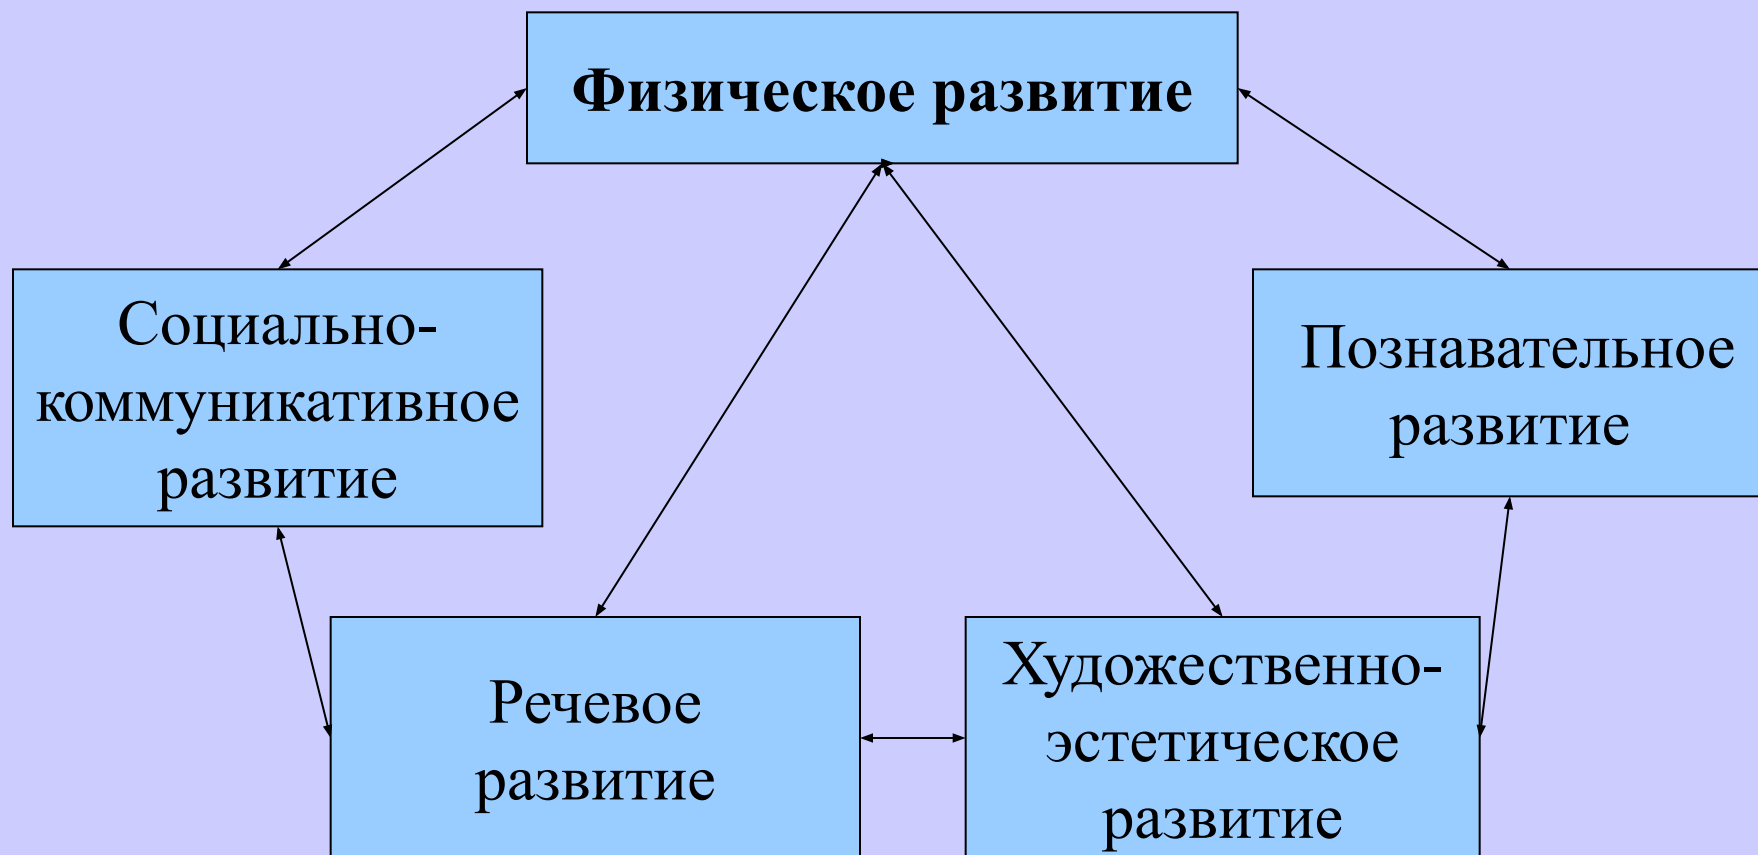 Физическое развитие
Социально-
коммуникативное
развитие
Познавательное
развитие
Речевое
развитие
Художественно-
эстетическое
развитие